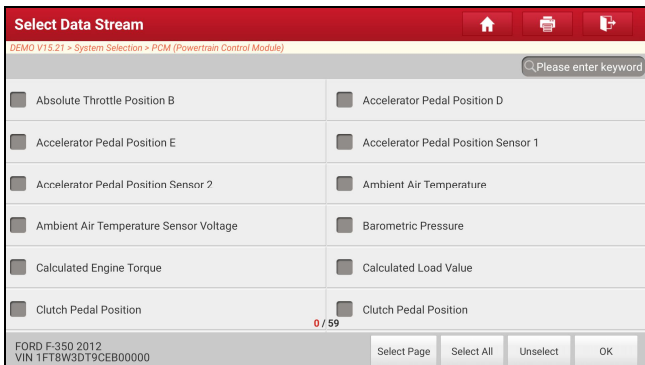 Select Data Stream
DEMO V15.21 > System Selection > PCM (Powertrain Control Module)
Please enter keyword
Absolute Throttle Position B
Accelerator Pedal Position D
Accelerator Pedal Position E
Accelerator Pedal Position Sensor 1
Accelerator Pedal Position Sensor 2
Ambient Air Temperature
Ambient Air Temperature Sensor Voltage
Barometric Pressure
Calculated Engine Torque
Calculated Load Value
Clutch Pedal Position
Clutch Pedal Position
0 / 59
FORD F-350 2012
VIN 1FT8W3DT9CEB00000
Select Page
Select All
Unselect
OK